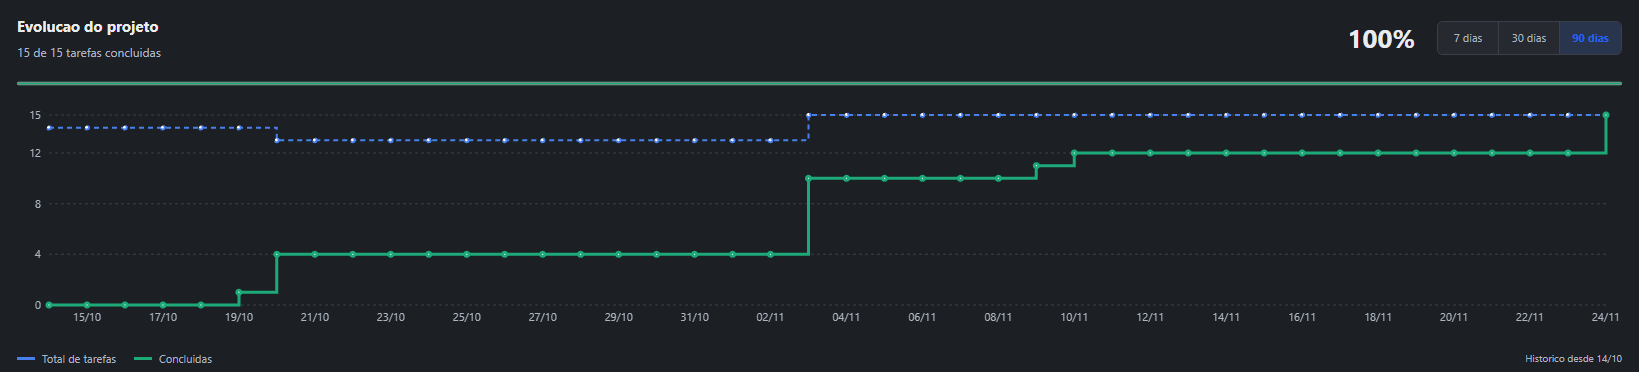 Evolucao do projeto
15 de 15 tarefas concluidas
100%
7 dias 30 dias 90 dias
15
12
8
4
0
15/10 17/10 19/10 21/10 23/10 25/10 27/10 29/10 31/10 02/11 04/11 06/11 08/11 10/11 12/11 14/11 16/11 18/11 20/11 22/11 24/11
Total de tarefas Concluidas
Historico desde 14/10